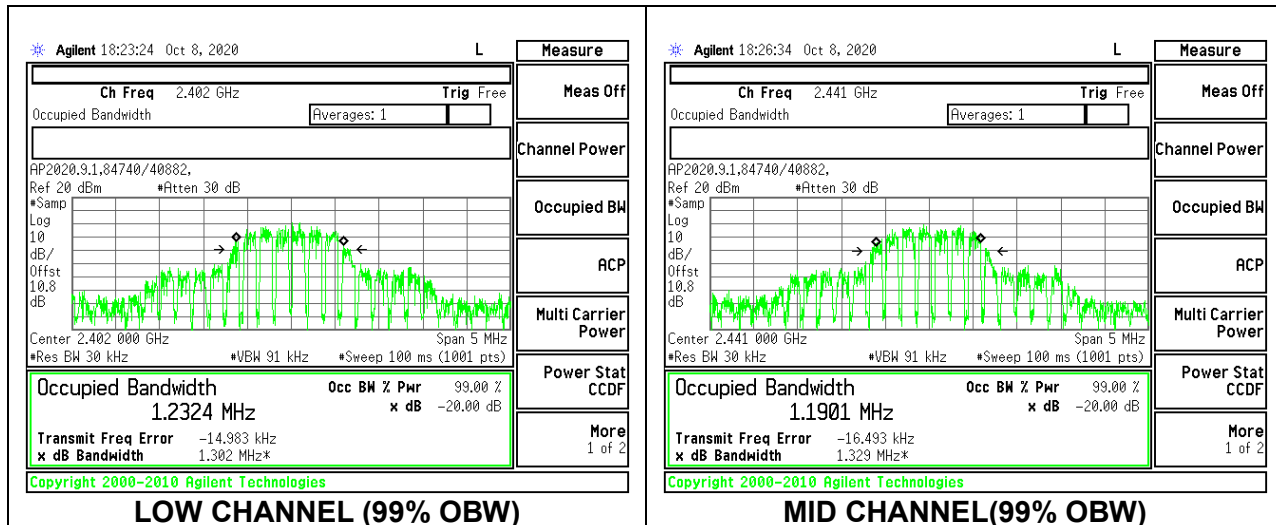 Agilent 18:23:24 Oct 8, 2020 L Measure
Ch Freq 2.402 GHz Trig Free
Occupied Bandwidth Averages: 1
AP2020.9.1,84740/40882,
Ref 20 dBm #Atten 30 dB
#Samp
Log
10
dB/
Offst
10.8
dB
Center 2.402 000 GHz Span 5 MHz
#Res BW 30 kHz #VBW 91 kHz #Sweep 100 ms (1001 pts)
Occupied Bandwidth Occ BW % Pwr 99.00 %
1.2324 MHz x dB -20.00 dB
Transmit Freq Error -14.983 kHz
x dB Bandwidth 1.302 MHz*
Copyright 2000-2010 Agilent Technologies
Meas Off
Channel Power
Occupied BW
ACP
Multi Carrier
Power
Power Stat
CCDF
More
1 of 2
LOW CHANNEL (99% OBW)
Agilent 18:26:34 Oct 8, 2020 L Measure
Ch Freq 2.441 GHz Trig Free
Occupied Bandwidth Averages: 1
AP2020.9.1,84740/40882,
Ref 20 dBm #Atten 30 dB
#Samp
Log
10
dB/
Offst
10.8
dB
Center 2.441 000 GHz Span 5 MHz
#Res BW 30 kHz #VBW 91 kHz #Sweep 100 ms (1001 pts)
Occupied Bandwidth Occ BW % Pwr 99.00 %
1.1901 MHz x dB -20.00 dB
Transmit Freq Error -16.493 kHz
x dB Bandwidth 1.329 MHz*
Copyright 2000-2010 Agilent Technologies
Meas Off
Channel Power
Occupied BW
ACP
Multi Carrier
Power
Power Stat
CCDF
More
1 of 2
MID CHANNEL(99% OBW)